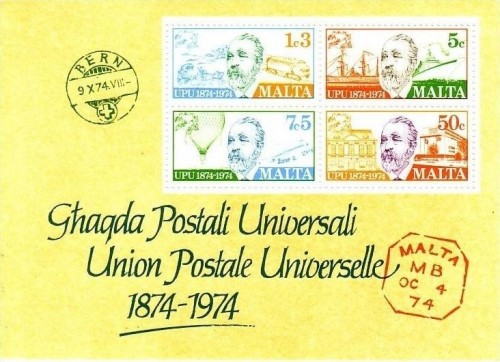 BERN
9 X 74. VIII-
1c3
UPU 1874-1974 MALTA
5c
UPU 1874-1974 MALTA
7c5
UPU 1874-1974 MALTA
50c
UPU 1874-1974 MALTA
Għaqda Postali Universali
Union Postale Universelle
1874-1974
MALTA
MB
OC 4
74